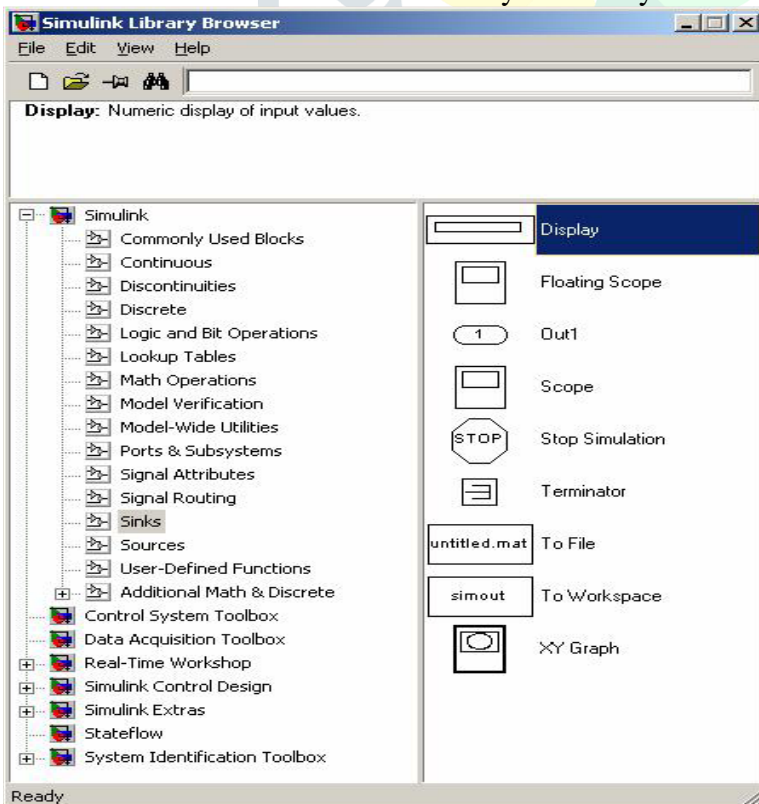 Simulink Library Browser
File Edit View Help
Display: Numeric display of input values.
Simulink
Commonly Used Blocks
Continuous
Discontinuities
Discrete
Logic and Bit Operations
Lookup Tables
Math Operations
Model Verification
Model-Wide Utilities
Ports & Subsystems
Signal Attributes
Signal Routing
Sinks
Sources
User-Defined Functions
Additional Math & Discrete
Control System Toolbox
Data Acquisition Toolbox
Real-Time Workshop
Simulink Control Design
Simulink Extras
Stateflow
System Identification Toolbox
Display
Floating Scope
1 Out1
Scope
STOP Stop Simulation
Terminator
untitled.mat To File
simout To Workspace
XY Graph
Ready